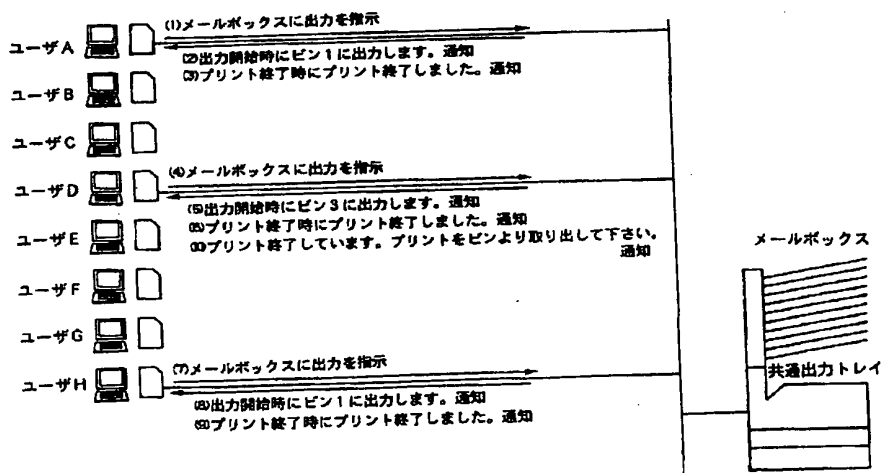 (1)メールボックスに出力を指示
ユーザA
(2)出力開始時にビン1に出力します。通知
(3)プリント終了時にプリント終了しました。通知
ユーザB
ユーザC
(4)メールボックスに出力を指示
ユーザD
(5)出力開始時にビン3に出力します。通知
(6)プリント終了時にプリント終了しました。通知
ユーザE
(10)プリント終了しています。プリントをビンより取り出して下さい。
通知
メールボックス
ユーザF
ユーザG
(7)メールボックスに出力を指示
ユーザH
共通出力トレイ
(8)出力開始時にビン1に出力します。通知
(9)プリント終了時にプリント終了しました。通知